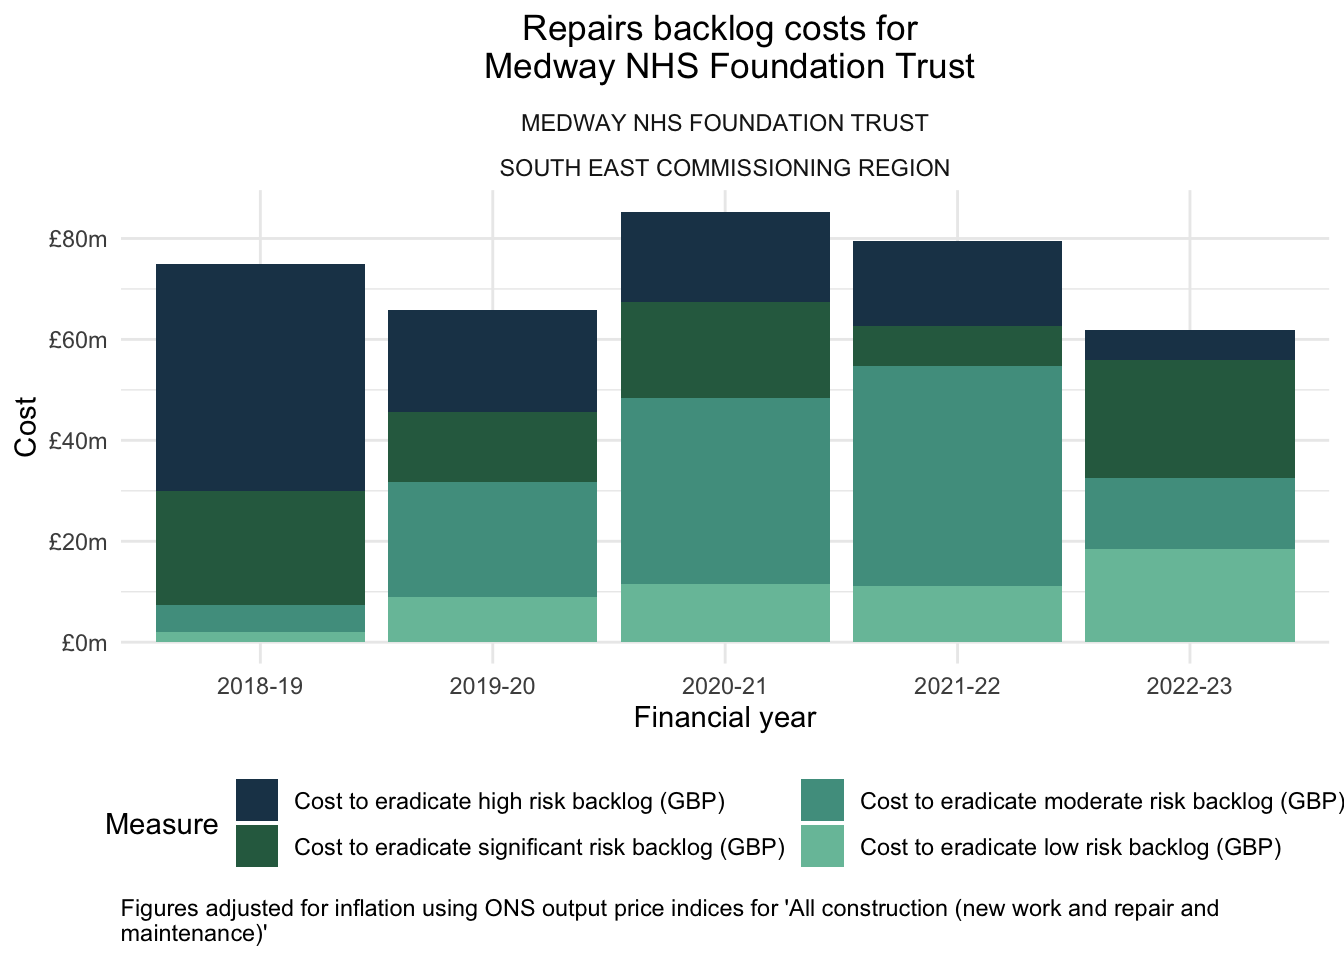 Repairs backlog costs for
Medway NHS Foundation Trust
MEDWAY NHS FOUNDATION TRUST
SOUTH EAST COMMISSIONING REGION
Cost
£80m
£60m
£40m
£20m
£0m
2018-19 2019-20 2020-21 2021-22 2022-23
Financial year
Measure
Cost to eradicate high risk backlog (GBP)
Cost to eradicate significant risk backlog (GBP)
Cost to eradicate moderate risk backlog (GBP)
Cost to eradicate low risk backlog (GBP)
Figures adjusted for inflation using ONS output price indices for 'All construction (new work and repair and
maintenance)'